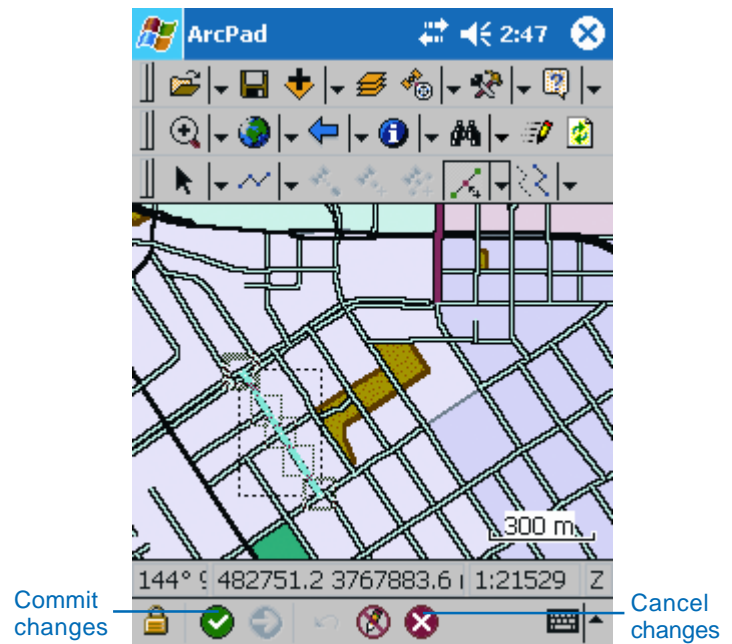 ArcPad 2:47
300 m
144° 482751.2 3767883.6 1:21529 Z
Commit
changes
Cancel
changes